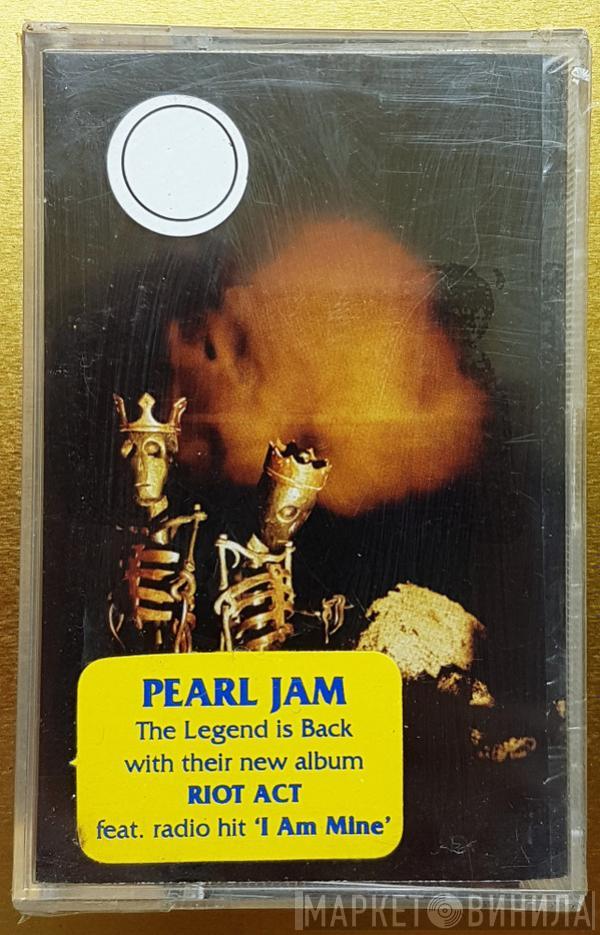 PEARL JAM
The Legend is Back
with their new album
RIOT ACT
feat. radio hit ‘I Am Mine’
МАРКЕТ ВИНИЛА